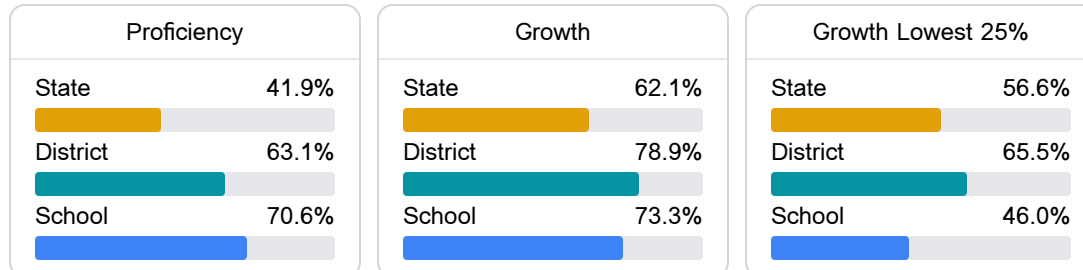 Proficiency
State 41.9%
District 63.1%
School 70.6%
Growth
State 62.1%
District 78.9%
School 73.3%
Growth Lowest 25%
State 56.6%
District 65.5%
School 46.0%